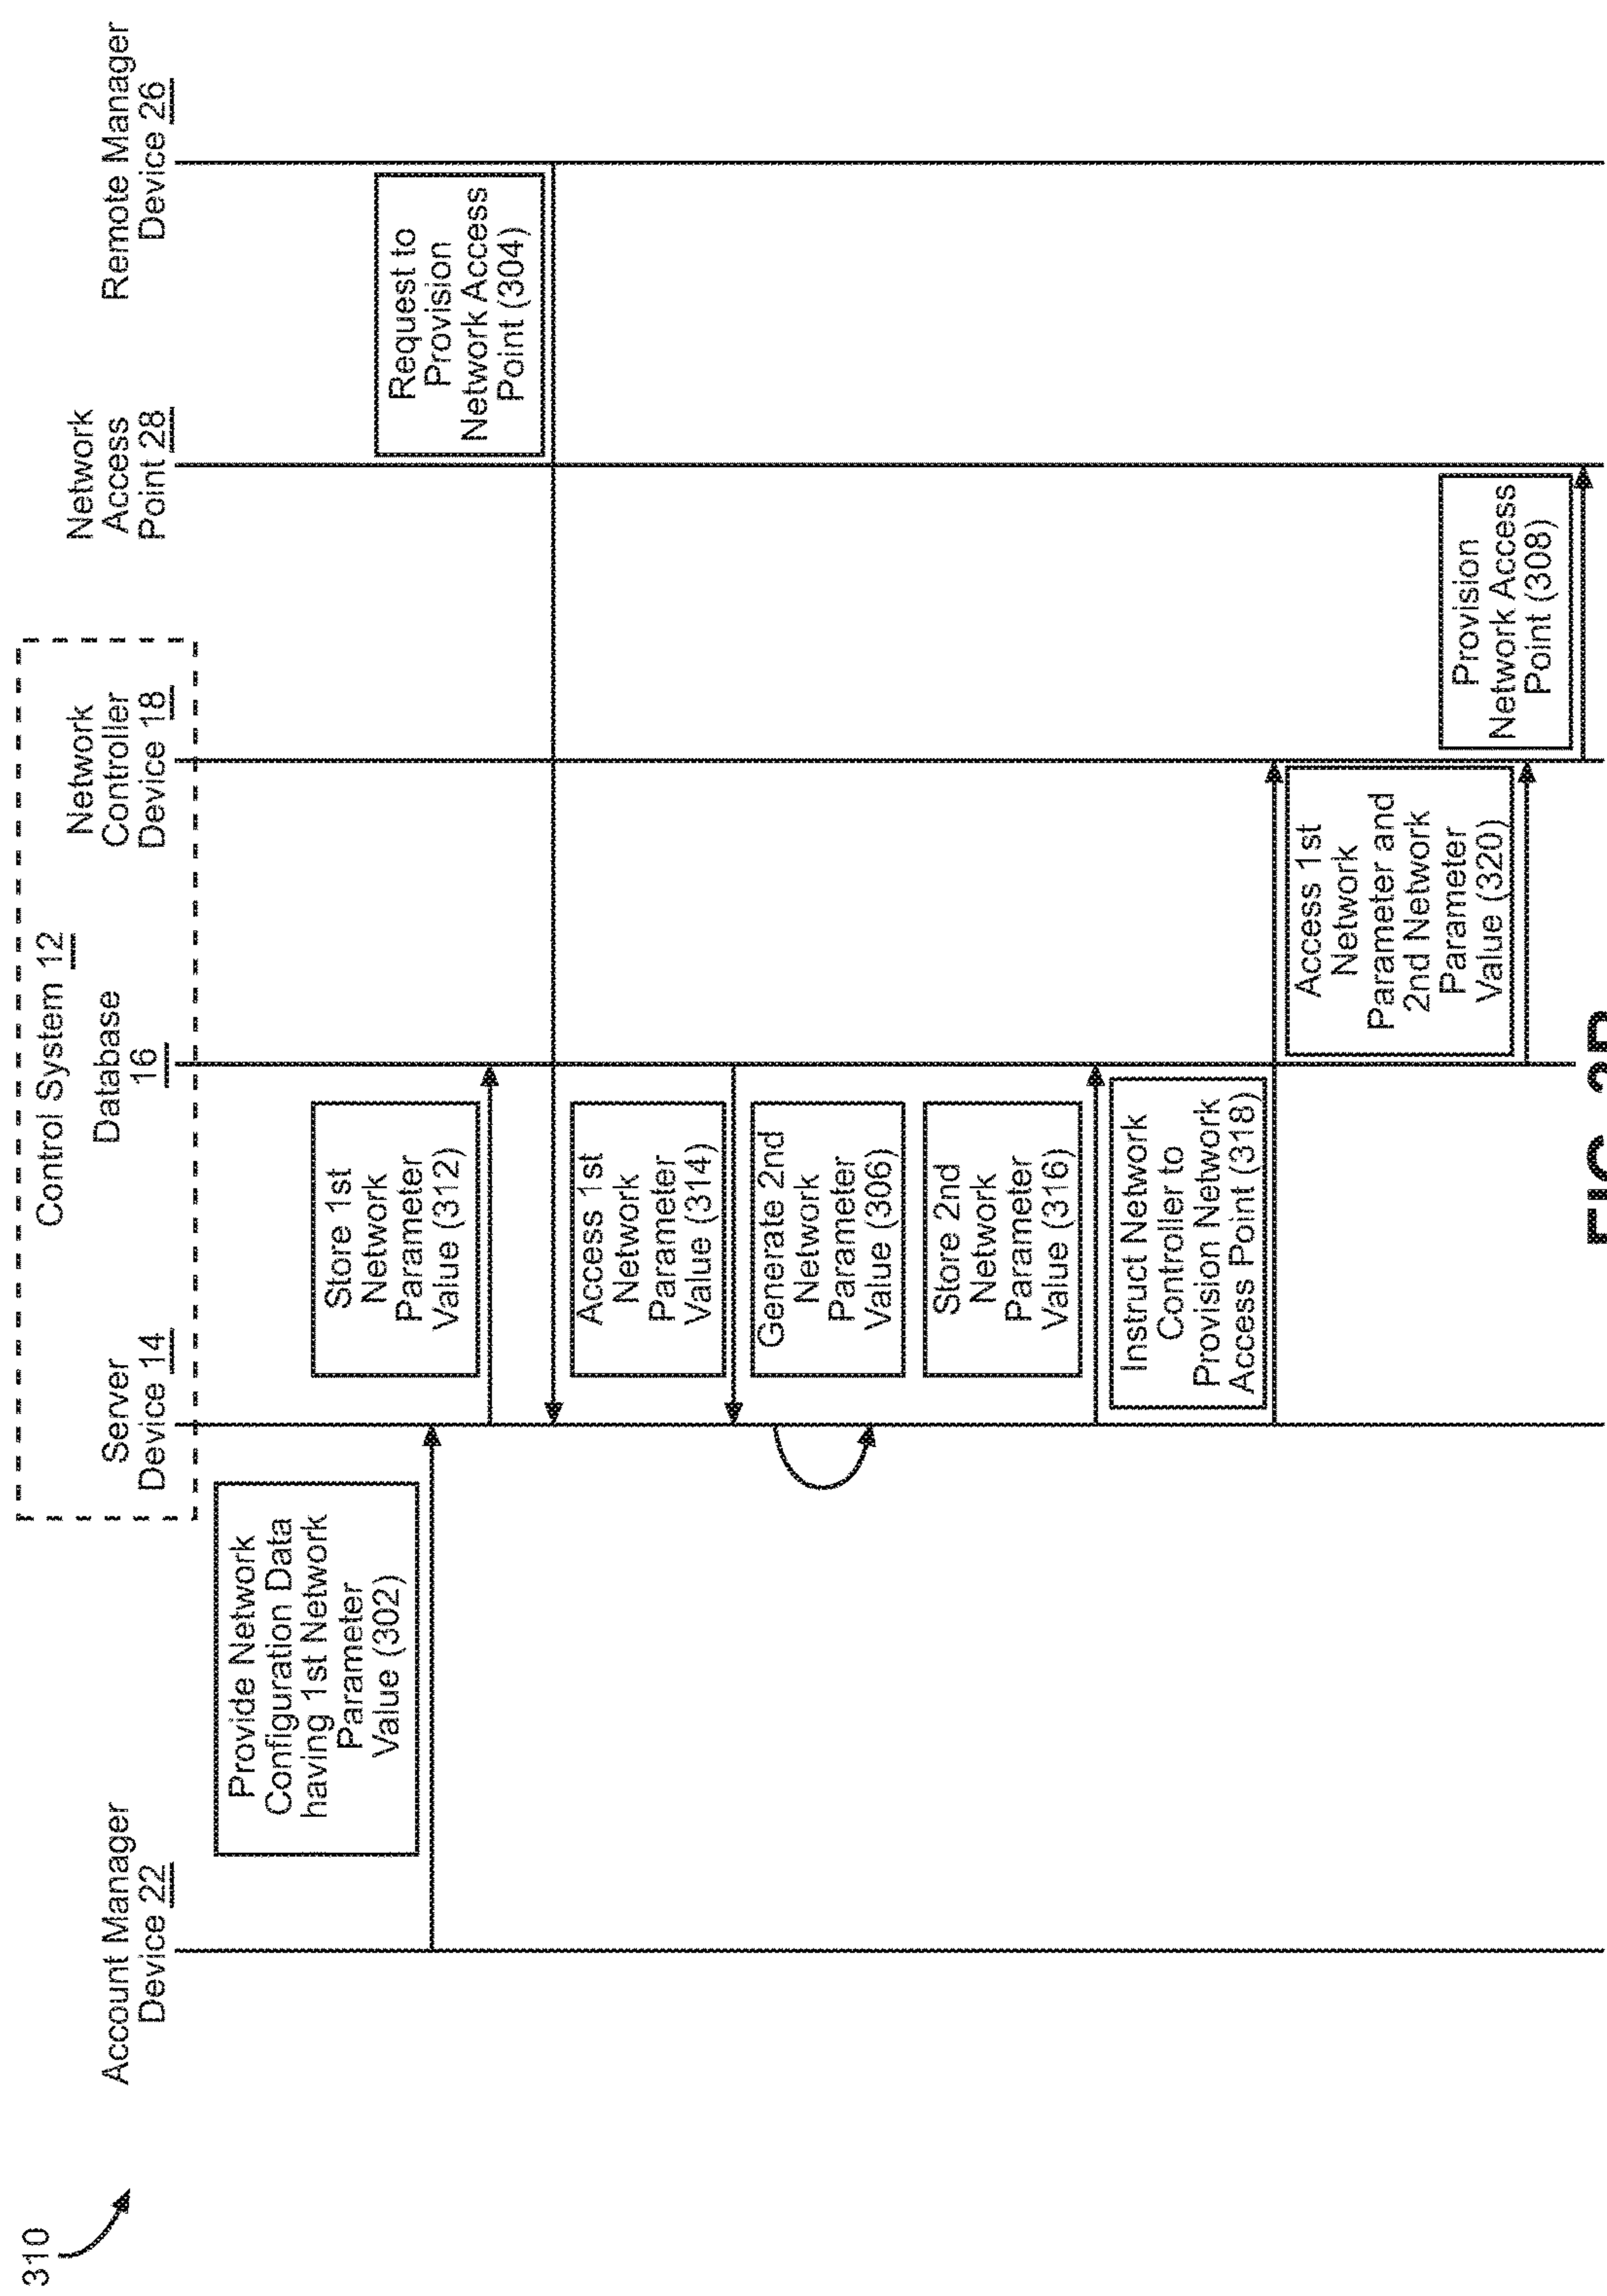 310
Control System 12
Account Manager
Device 22
Server
Device 14
Database
16
Network
Controller
Device 18
Network
Access
Point 28
Remote Manager
Device 26
Provide Network
Configuration Data
having 1st Network
Parameter
Value (302)
Store 1st
Network
Parameter
Value (312)
Request to
Provision
Network Access
Point (304)
Access 1st
Network
Parameter
Value (314)
Generate 2nd
Network
Parameter
Value (306)
Store 2nd
Network
Parameter
Value (316)
Instruct Network
Controller to
Provision Network
Access Point (318)
Access 1st
Network
Parameter and
2nd Network
Parameter
Value (320)
Provision
Network Access
Point (308)